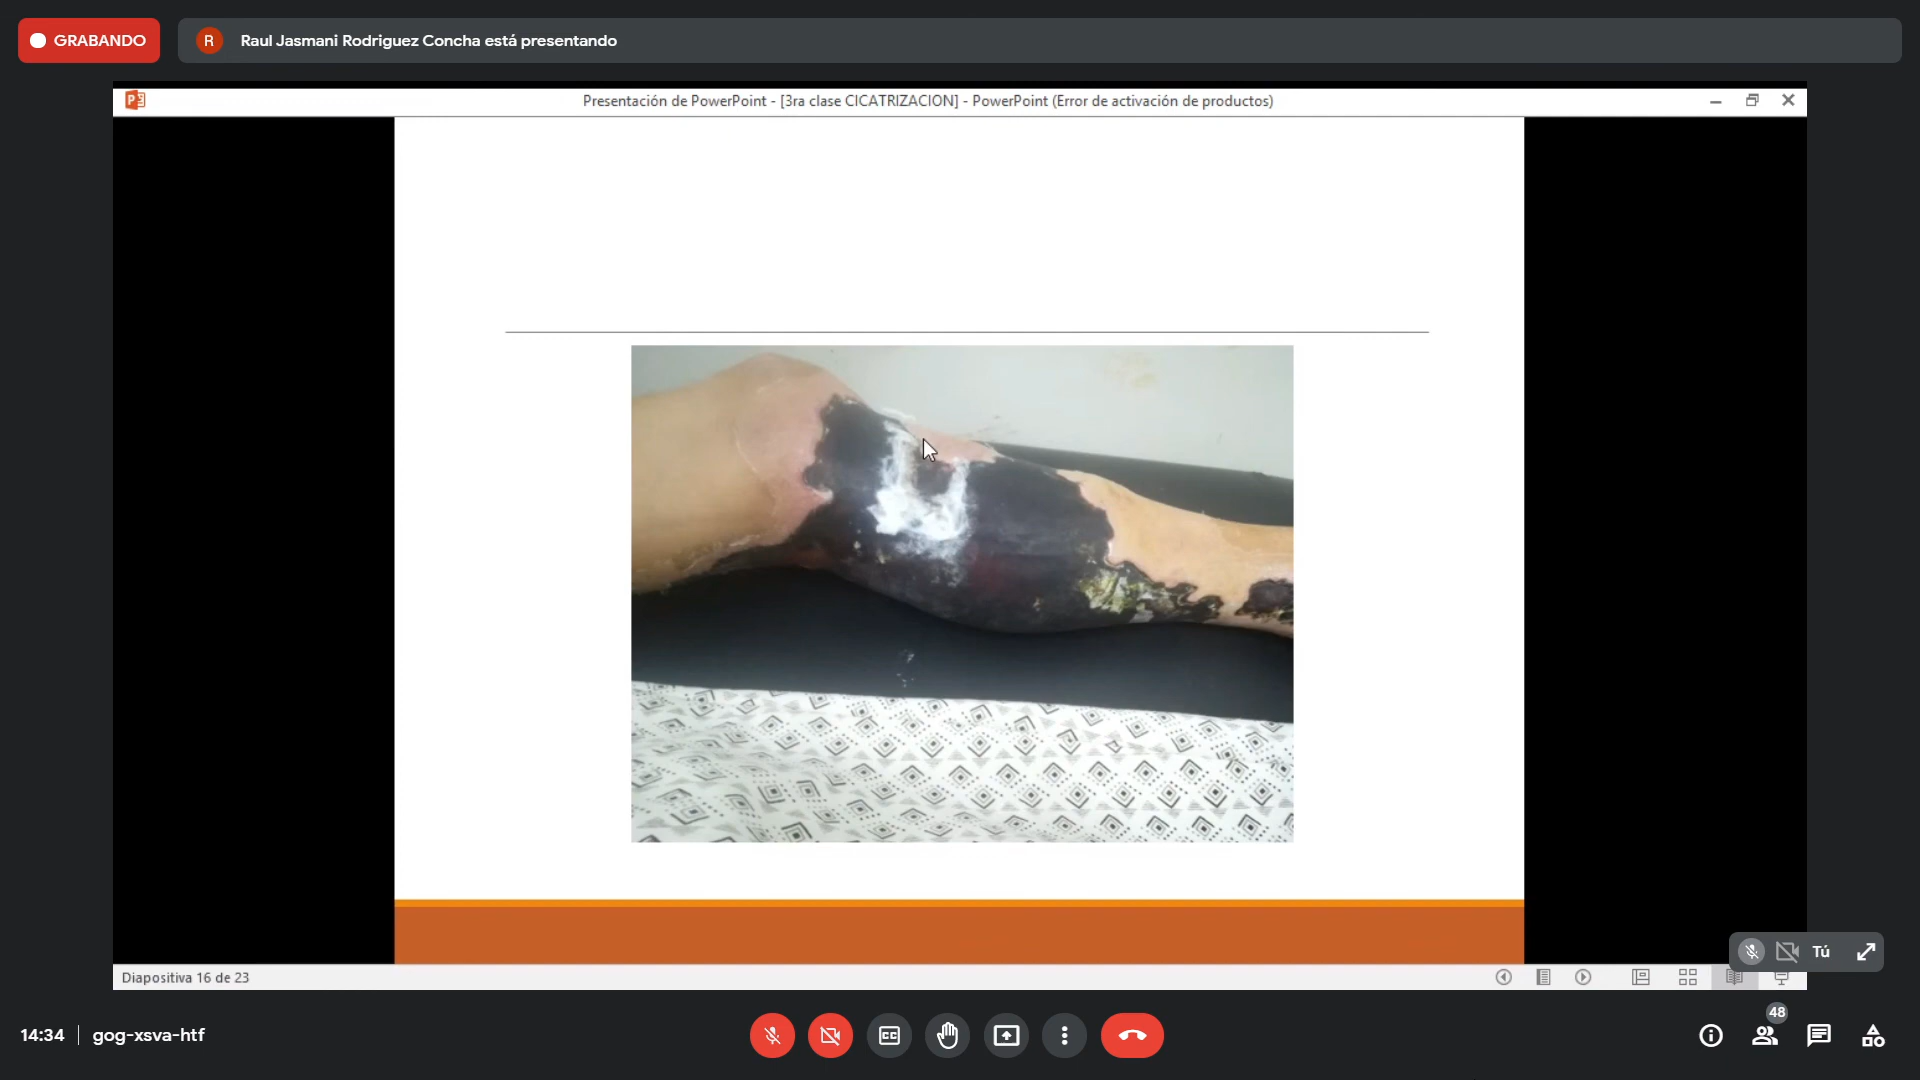 GRABANDO
R Raul Jasmani Rodriguez Concha está presentando
Presentación de PowerPoint - [3ra clase CICATRIZACION] - PowerPoint (Error de activación de productos)
Tú
Diapositiva 16 de 23
14:34 | gog-xsva-htf
CC
48